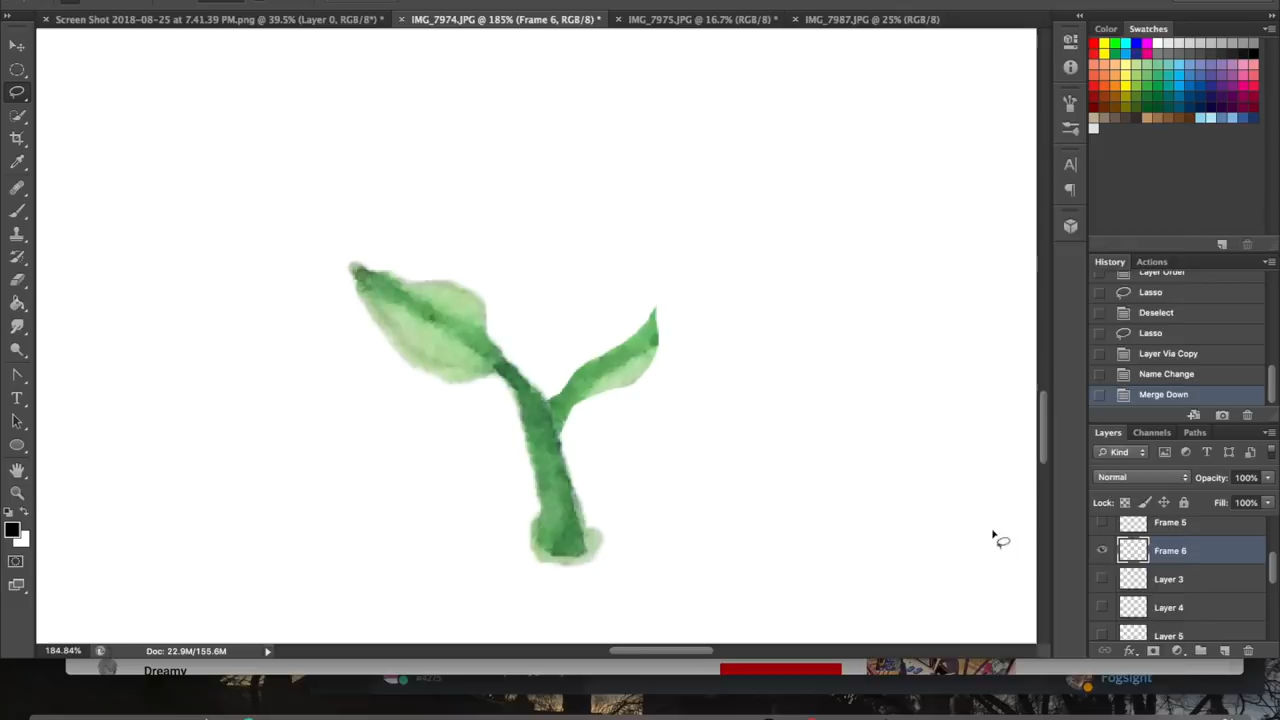 Screen Shot 2018-08-25 at 7.41.39 PM.png @ 39.5% (Layer 0, RGB/8*) *
IMG_7974.JPG @ 185% (Frame 6, RGB/8) *
IMG_7975.JPG @ 16.7% (RGB/8) *
IMG_7987.JPG @ 25% (RGB/8)
Color
Swatches
History
Actions
Layer Order
Lasso
Deselect
Lasso
Layer Via Copy
Name Change
Merge Down
Layers
Channels
Paths
Kind
Normal
Opacity: 100%
Lock:
Fill: 100%
Frame 5
Frame 6
Layer 3
Layer 4
Layer 5
184.84%
Doc: 22.9M/155.6M
Dreamy
#4275
Fogsight